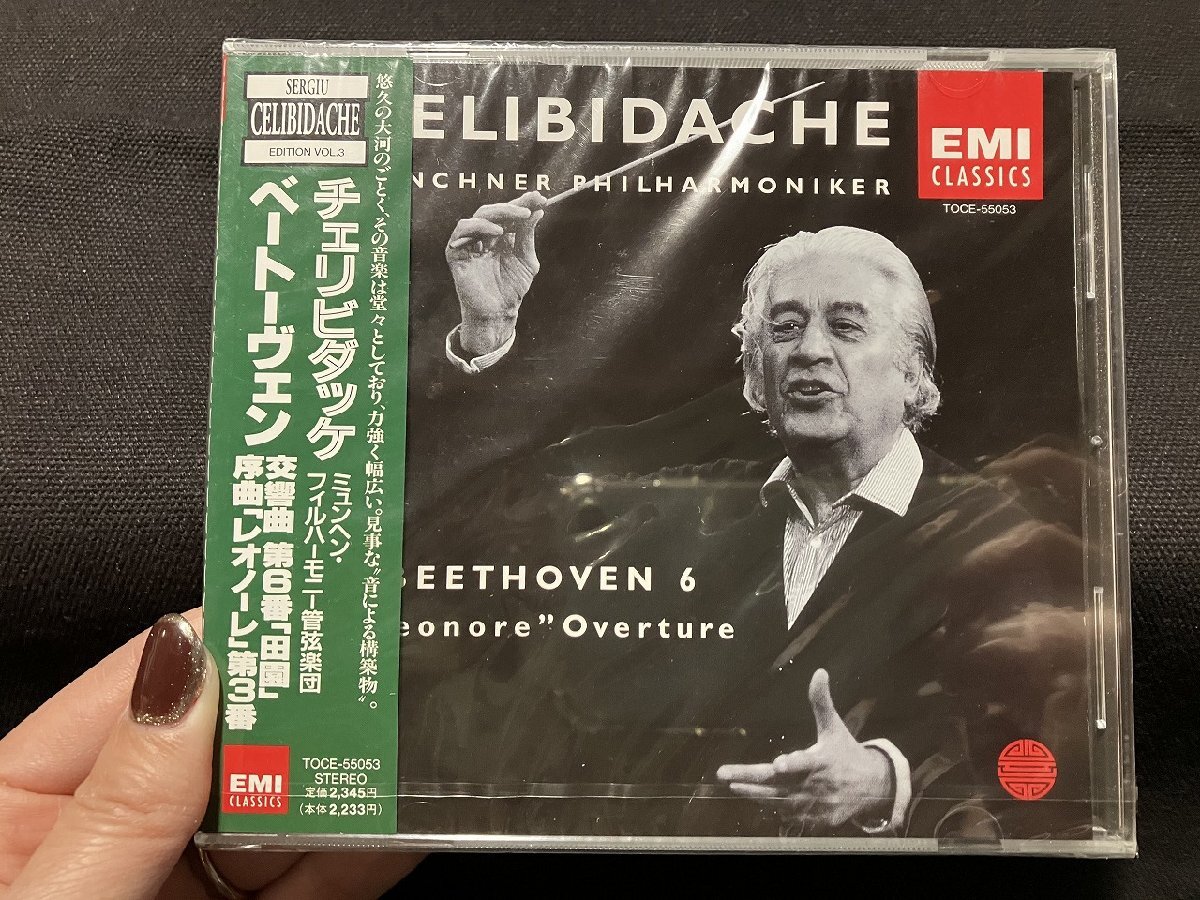 SERGIU
CELIBIDACHE
EDITION VOL.3
悠久の大河のごとく、その音楽は堂々としており、力強く幅広い。見事な“音による構築物”。
チェリビダッケ
ミュンヘン・
フィルハーモニー管弦楽団
ベートーヴェン
交響曲 第6番「田園」
序曲「レオノーレ」第3番
EMI
CLASSICS
TOCE-55053
STEREO
定価2,345円
(本体2,233円)
ELIBIDACHE
NCHNER PHILHARMONIKER
EMI
CLASSICS
TOCE-55053
BEETHOVEN 6
eonore” Overture